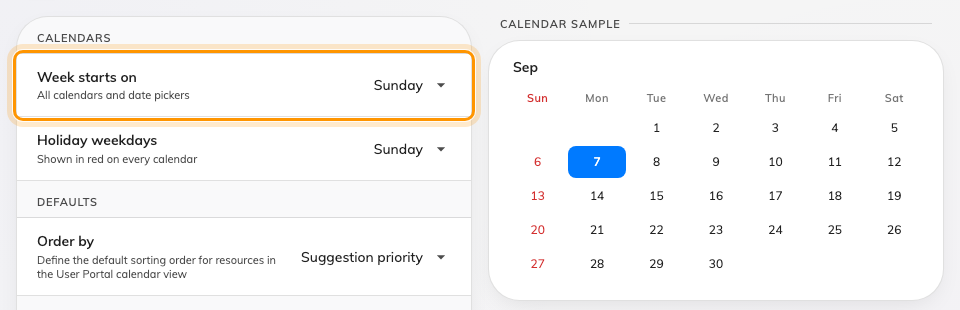 CALENDARS
Week starts on
All calendars and date pickers
Sunday
Holiday weekdays
Shown in red on every calendar
Sunday
DEFAULTS
Order by
Define the default sorting order for resources in
the User Portal calendar view
Suggestion priority
CALENDAR SAMPLE
Sep
Sun Mon Tue Wed Thu Fri Sat
1 2 3 4 5
6 7 8 9 10 11 12
13 14 15 16 17 18 19
20 21 22 23 24 25 26
27 28 29 30